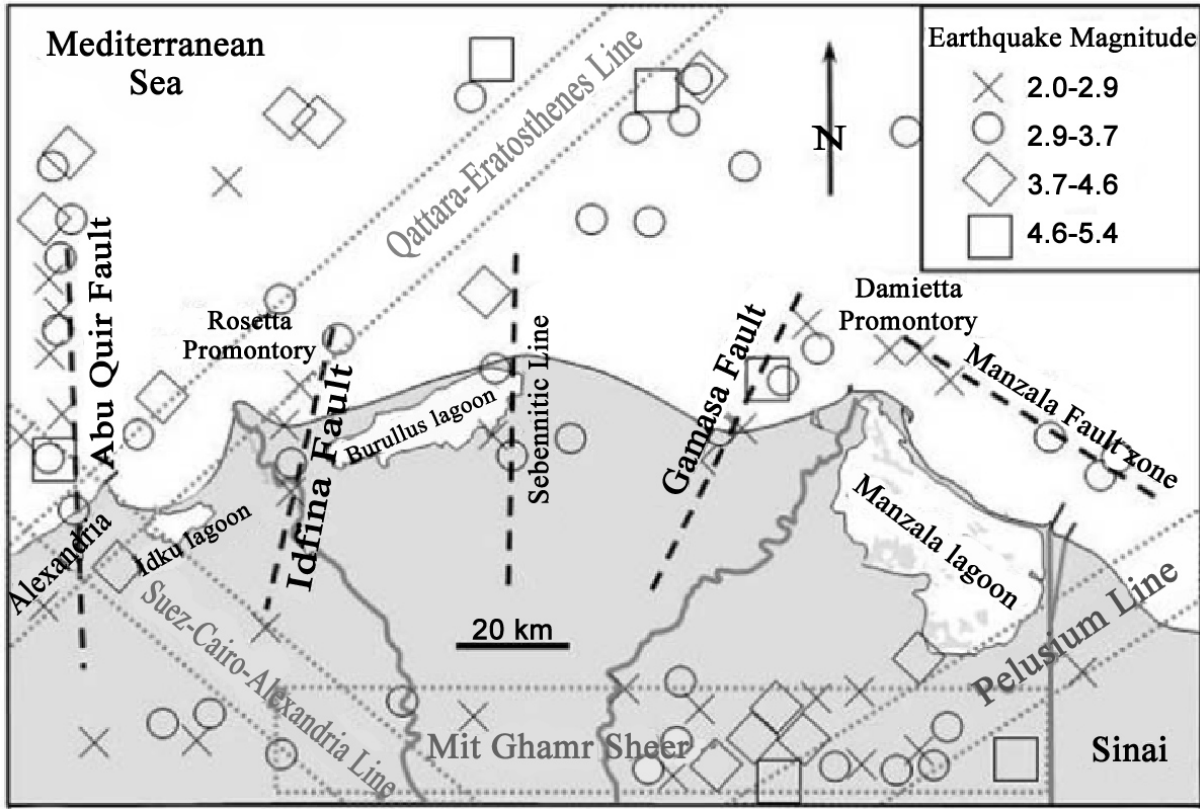 Mediterranean
Sea
Earthquake Magnitude
2.0-2.9
2.9-3.7
3.7-4.6
4.6-5.4
N
Qattara-Eratosthenes Line
Abu Quir Fault
Rosetta
Promontory
Damietta
Promontory
Idfina Fault
Burullus lagoon
Sebennitic Line
Gamasa Fault
Manzala Fault zone
Manzala lagoon
Alexandria
Idku lagoon
Suez-Cairo-Alexandria Line
20 km
Pelusium Line
Mit Ghamr Sheer
Sinai